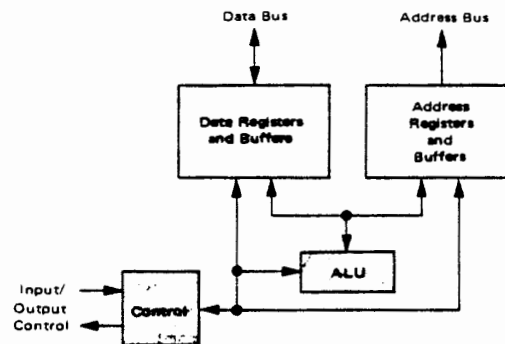 Data Bus
Address Bus
Data Registers
and Buffers
Address
Registers
and
Buffers
ALU
Input/
Output
Control
Control